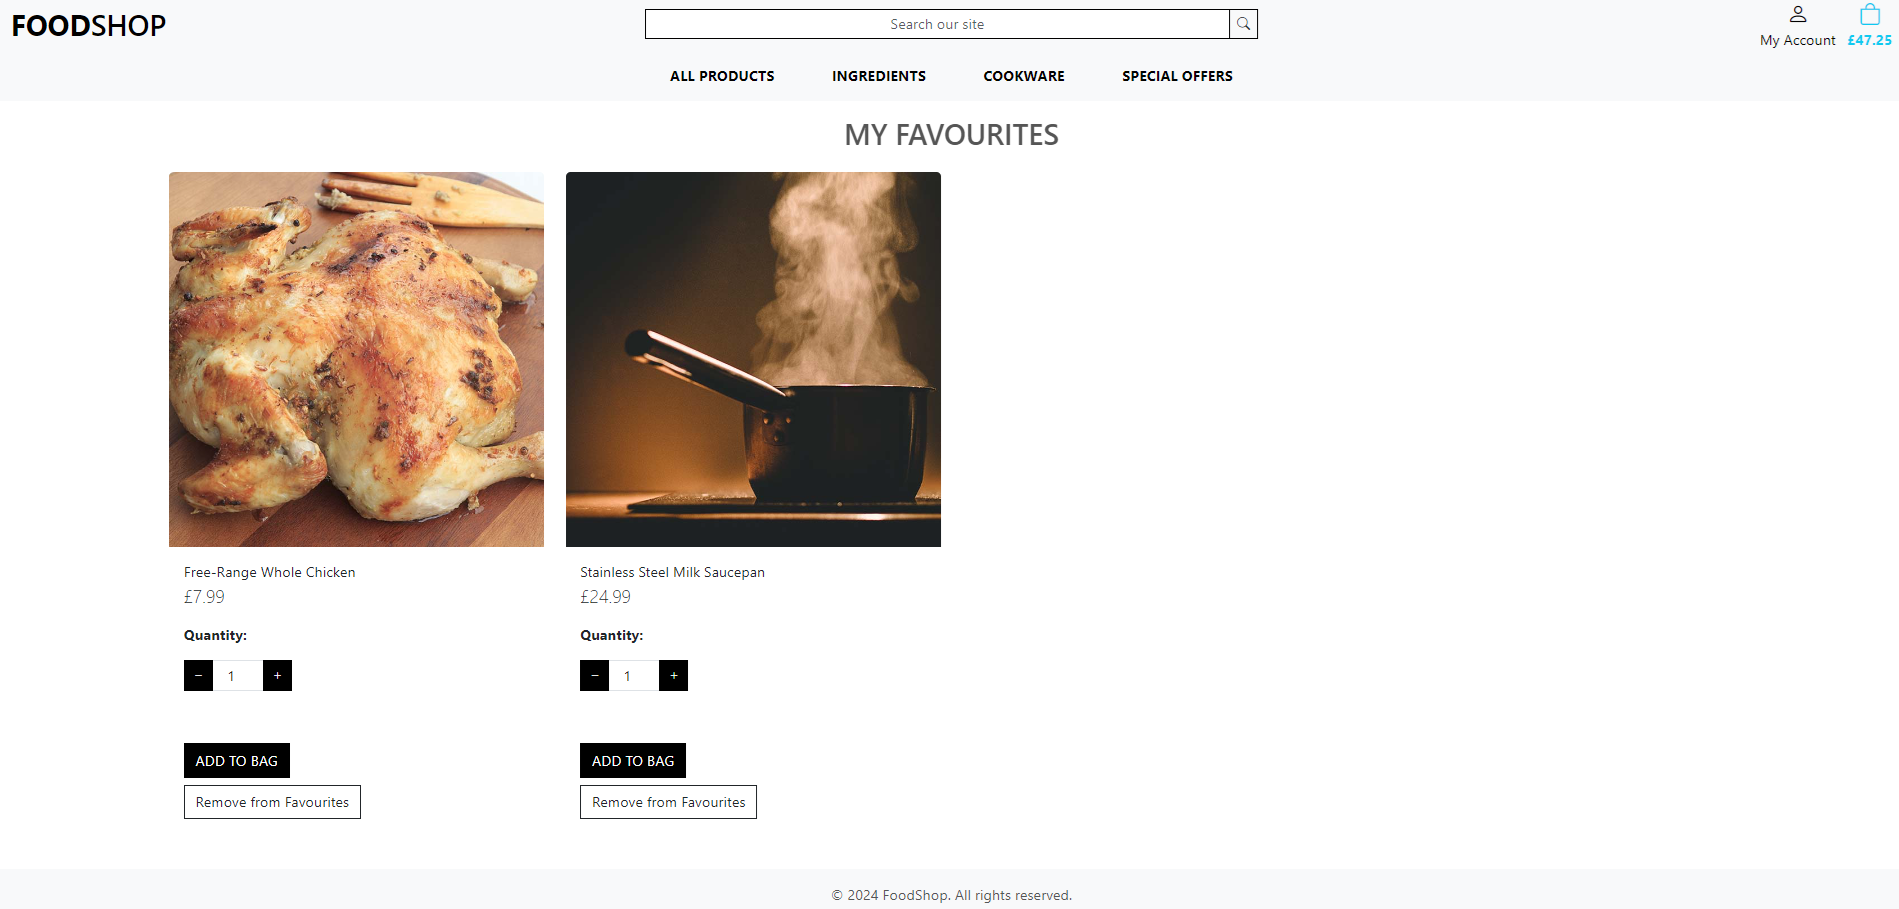 FOODSHOP
Search our site
My Account
£47.25
ALL PRODUCTS INGREDIENTS COOKWARE SPECIAL OFFERS
MY FAVOURITES
Free-Range Whole Chicken
£7.99
Quantity:
− 1 +
ADD TO BAG
Remove from Favourites
Stainless Steel Milk Saucepan
£24.99
Quantity:
− 1 +
ADD TO BAG
Remove from Favourites
© 2024 FoodShop. All rights reserved.